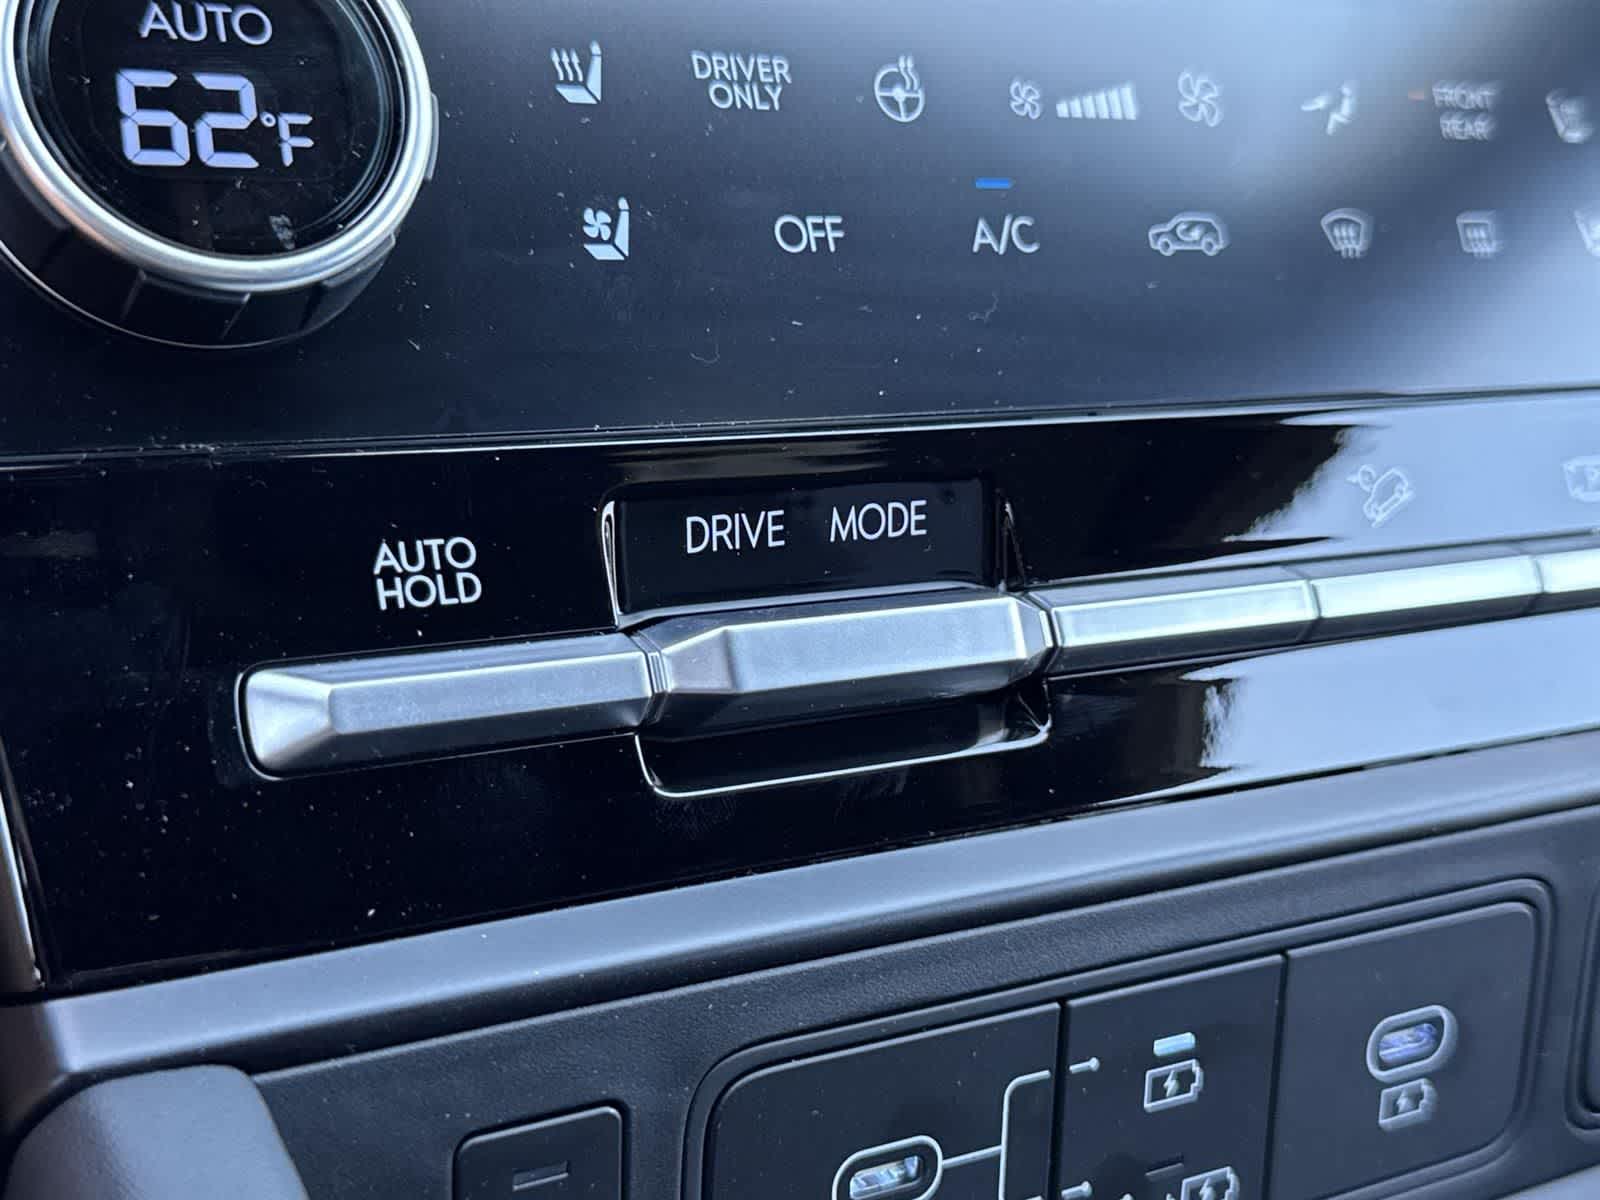 AUTO
62°F
DRIVER
ONLY
FRONT
REAR
OFF
A/C
AUTO
HOLD
DRIVE MODE